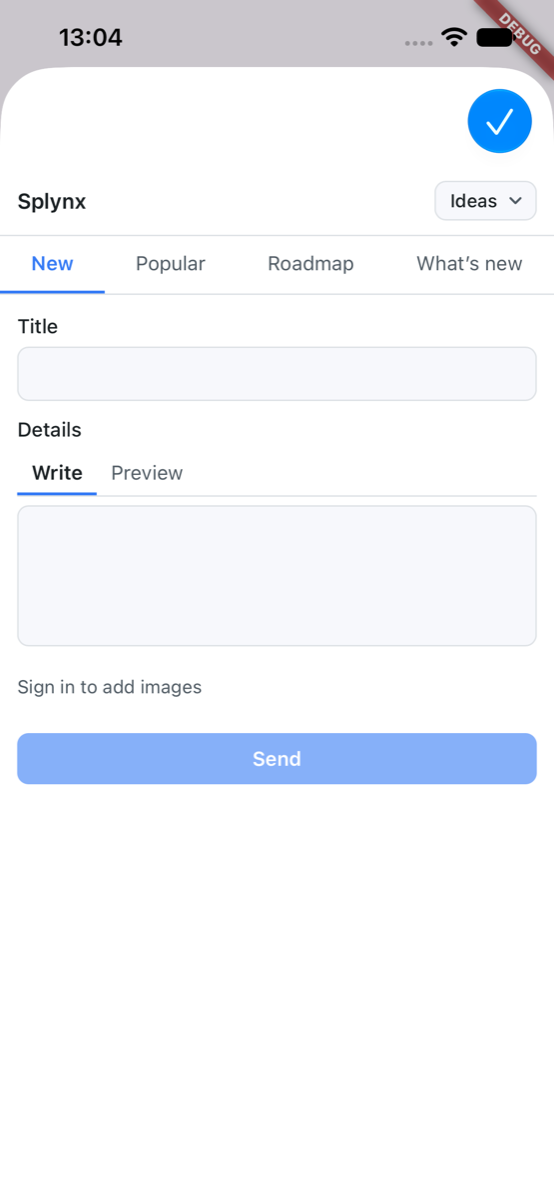 13:04
DEBUG
Splynx
Ideas
New Popular Roadmap What’s new
Title
Details
Write Preview
Sign in to add images
Send